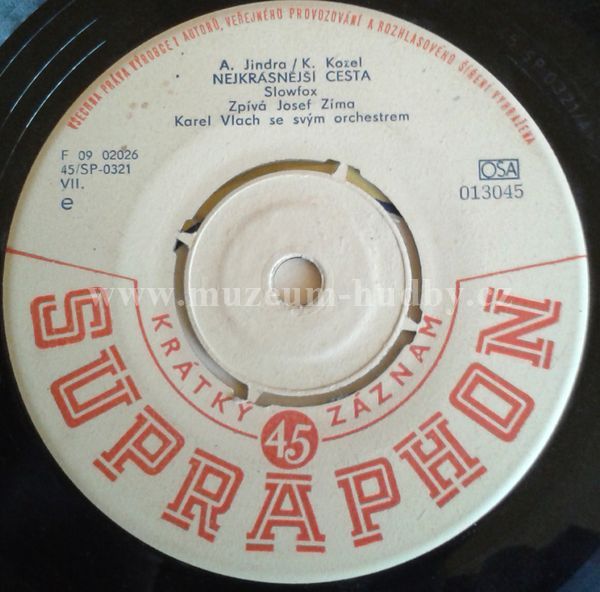 VŠECHNA PRÁVA VÝROBCE I AUTORŮ, VEŘEJNÉHO PROVOZOVÁNÍ A ROZHLASOVÉHO ŠÍŘENÍ VYHRAZENA
A. Jindra/K. Kozel
NEJKRÁSNĚJŠÍ CESTA
Slowfox
Zpívá Josef Zíma
Karel Vlach se svým orchestrem
F 09 02026
45/SP-0321
VII.
e
OSA
013045
www.muzeum-hudby.cz
KRÁTKÝ 45 ZÁZNAM
SUPRAPHON